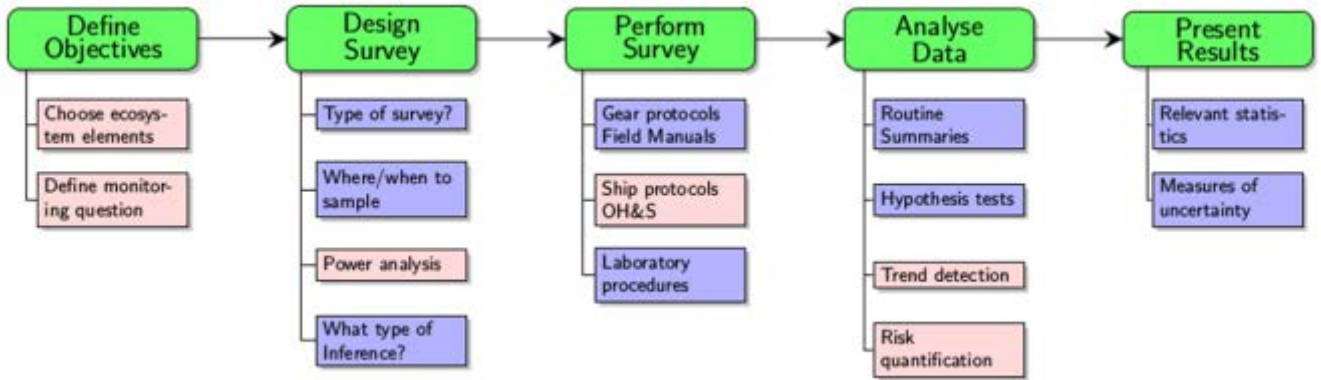 Define
Objectives
Choose ecosys-
tem elements
Define monitor-
ing question
Design
Survey
Type of survey?
Where/when to
sample
Power analysis
What type of
Inference?
Perform
Survey
Gear protocols
Field Manuals
Ship protocols
OH&S
Laboratory
procedures
Analyse
Data
Routine
Summaries
Hypothesis tests
Trend detection
Risk
quantification
Present
Results
Relevant statis-
tics
Measures of
uncertainty